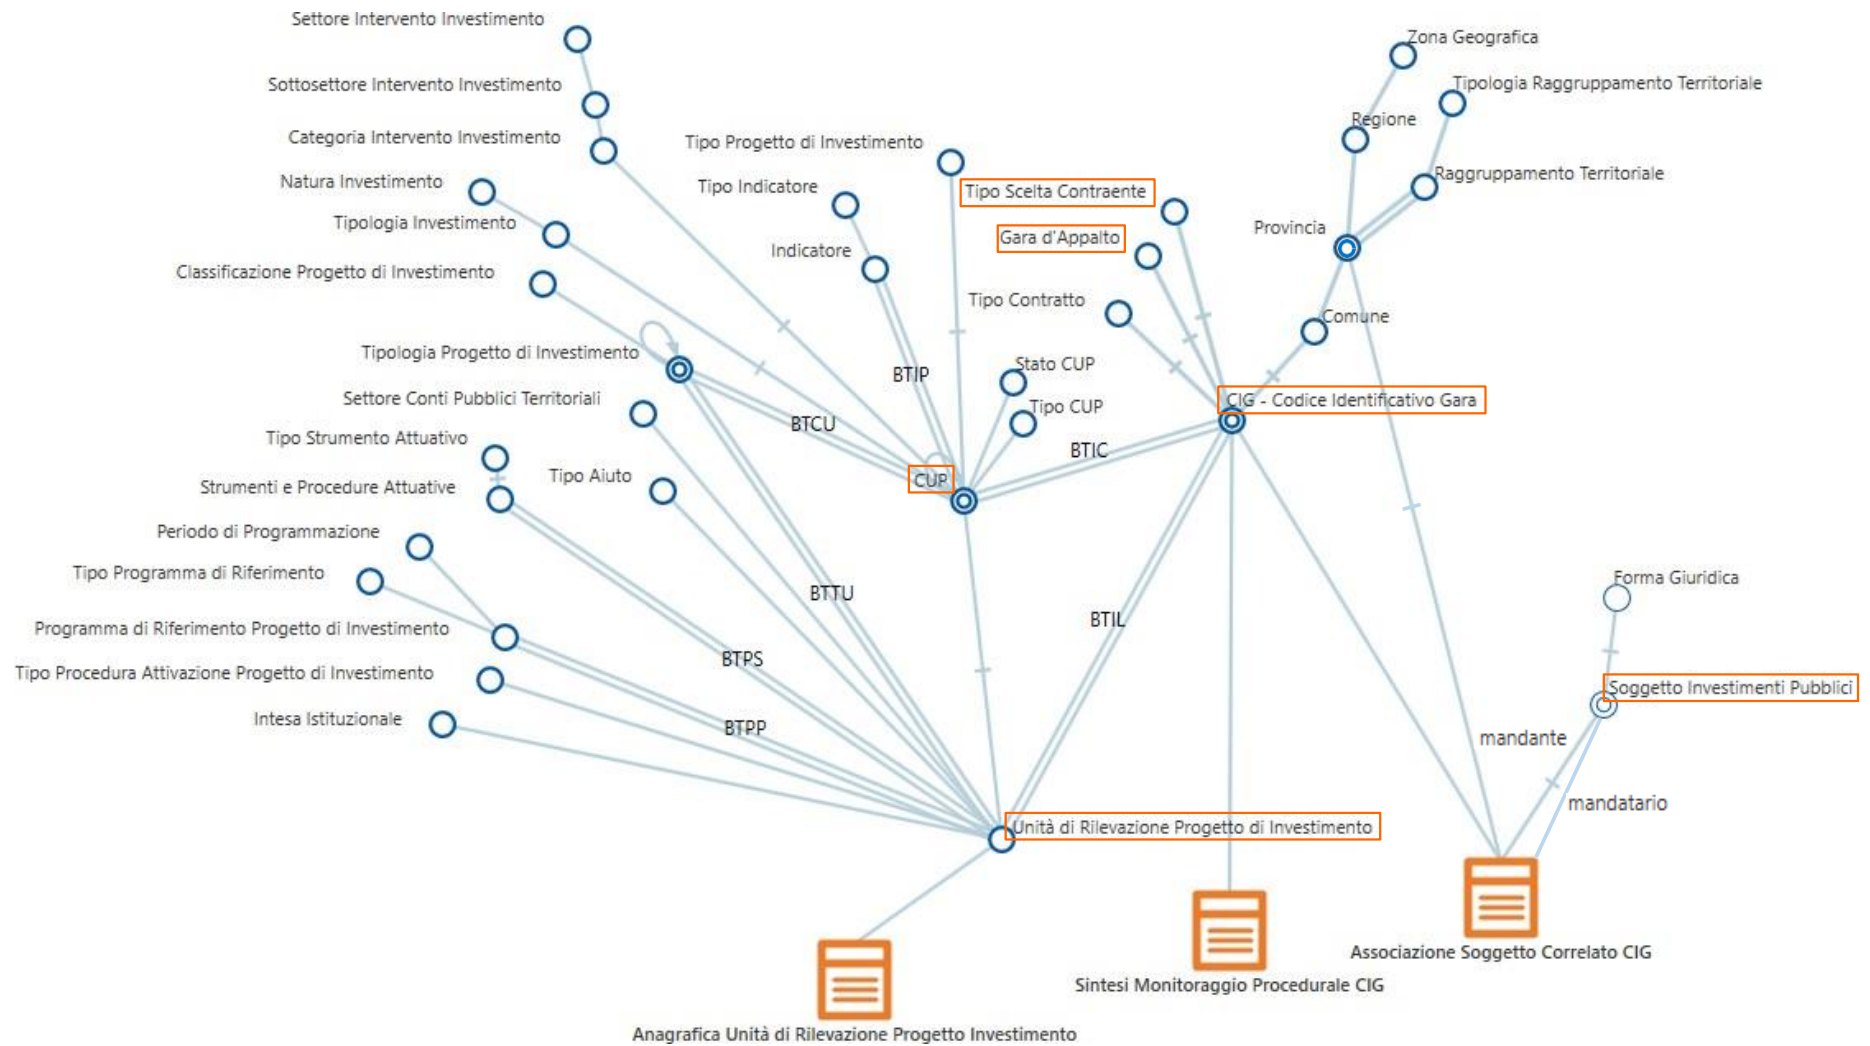 Settore Intervento Investimento
Zona Geografica
Sottosettore Intervento Investimento
Tipologia Raggruppamento Territoriale
Regione
Categoria Intervento Investimento
Tipo Progetto di Investimento
Raggruppamento Territoriale
Natura Investimento
Tipo Indicatore
Tipo Scelta Contraente
Tipologia Investimento
Provincia
Gara d'Appalto
Indicatore
Classificazione Progetto di Investimento
Tipo Contratto
Comune
Tipologia Progetto di Investimento
Stato CUP
BTIP
Settore Conti Pubblici Territoriali
CIG - Codice Identificativo Gara
Tipo CUP
BTCU
Tipo Strumento Attuativo
BTIC
Tipo Aiuto
CUP
Strumenti e Procedure Attuative
Periodo di Programmazione
Tipo Programma di Riferimento
Forma Giuridica
BTTU
BTIL
Programma di Riferimento Progetto di Investimento
BTPS
Tipo Procedura Attivazione Progetto di Investimento
Soggetto Investimenti Pubblici
Intesa Istituzionale
BTPP
mandante
mandatario
Unità di Rilevazione Progetto di Investimento
Associazione Soggetto Correlato CIG
Sintesi Monitoraggio Procedurale CIG
Anagrafica Unità di Rilevazione Progetto Investimento